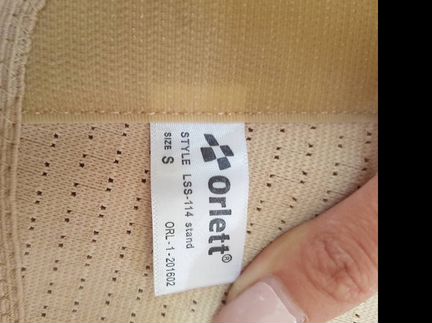 Orlett®
STYLE LSS-114 stand
SIZE S ORL-1-201602